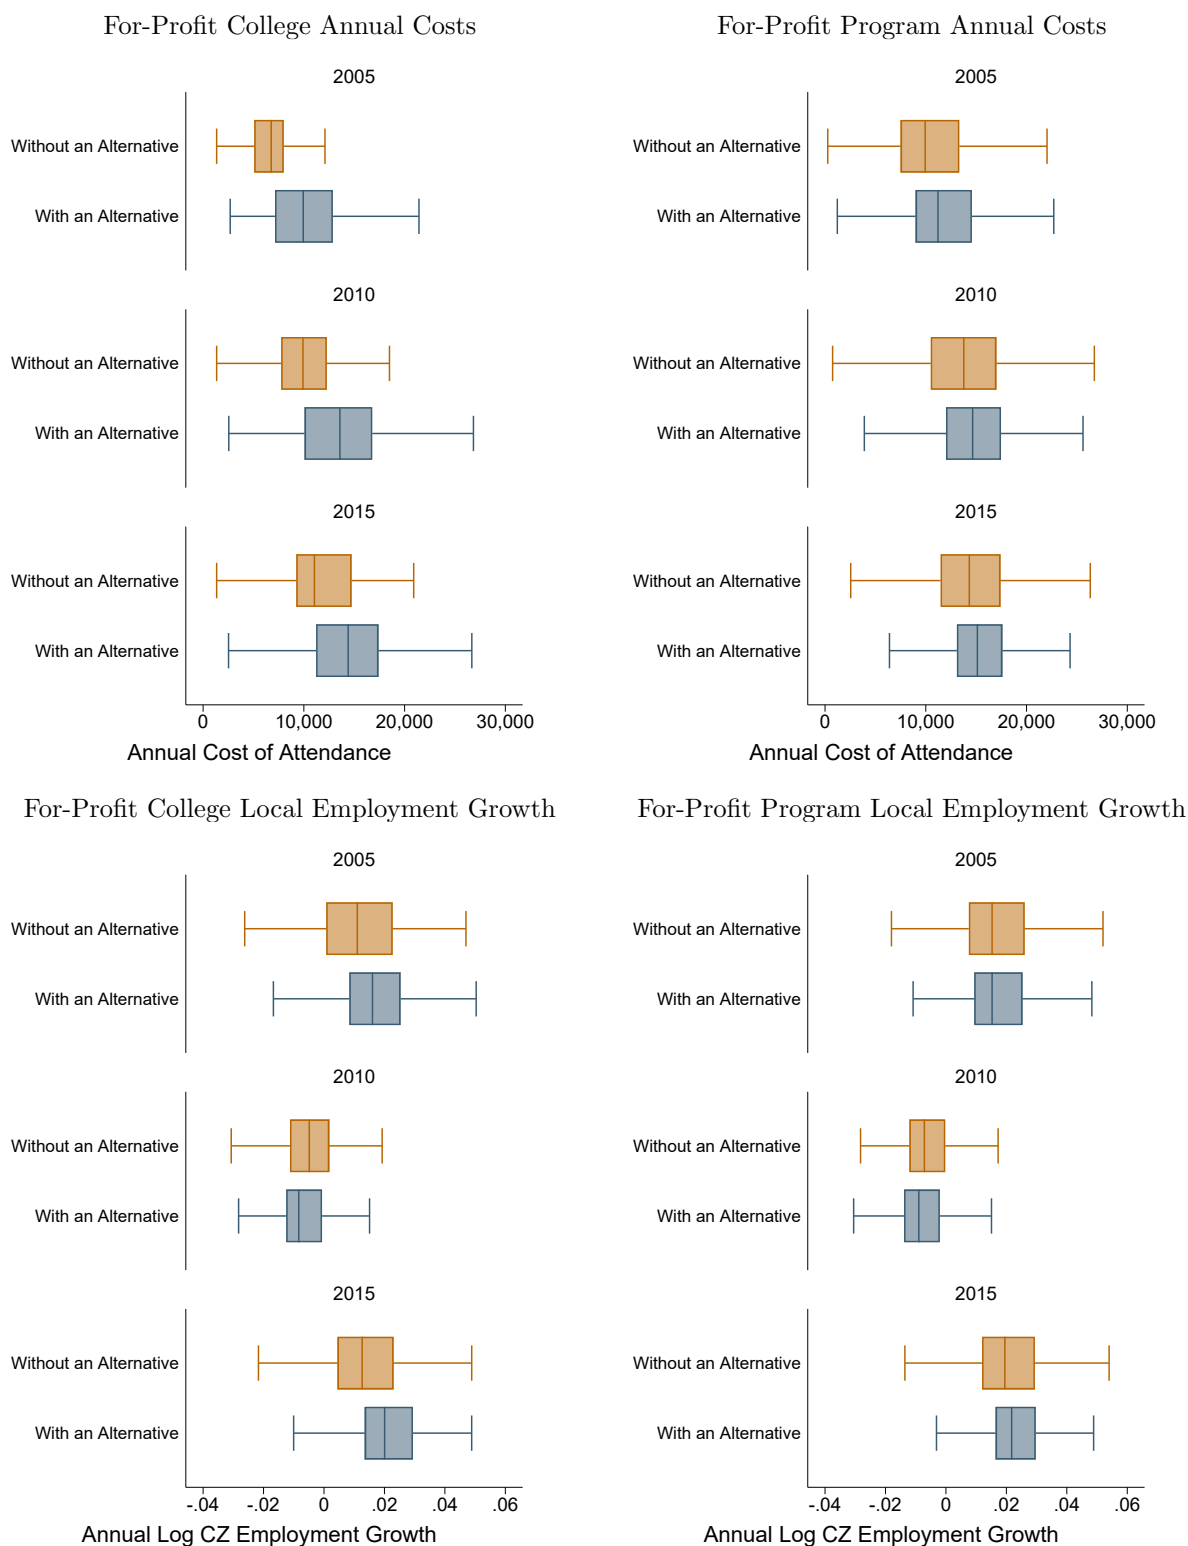 For-Profit College Annual Costs
2005
Without an Alternative
With an Alternative
2010
Without an Alternative
With an Alternative
2015
Without an Alternative
With an Alternative
0 10,000 20,000 30,000
Annual Cost of Attendance
For-Profit Program Annual Costs
2005
Without an Alternative
With an Alternative
2010
Without an Alternative
With an Alternative
2015
Without an Alternative
With an Alternative
0 10,000 20,000 30,000
Annual Cost of Attendance
For-Profit College Local Employment Growth
2005
Without an Alternative
With an Alternative
2010
Without an Alternative
With an Alternative
2015
Without an Alternative
With an Alternative
-.04 -.02 0 .02 .04 .06
Annual Log CZ Employment Growth
For-Profit Program Local Employment Growth
2005
Without an Alternative
With an Alternative
2010
Without an Alternative
With an Alternative
2015
Without an Alternative
With an Alternative
-.04 -.02 0 .02 .04 .06
Annual Log CZ Employment Growth